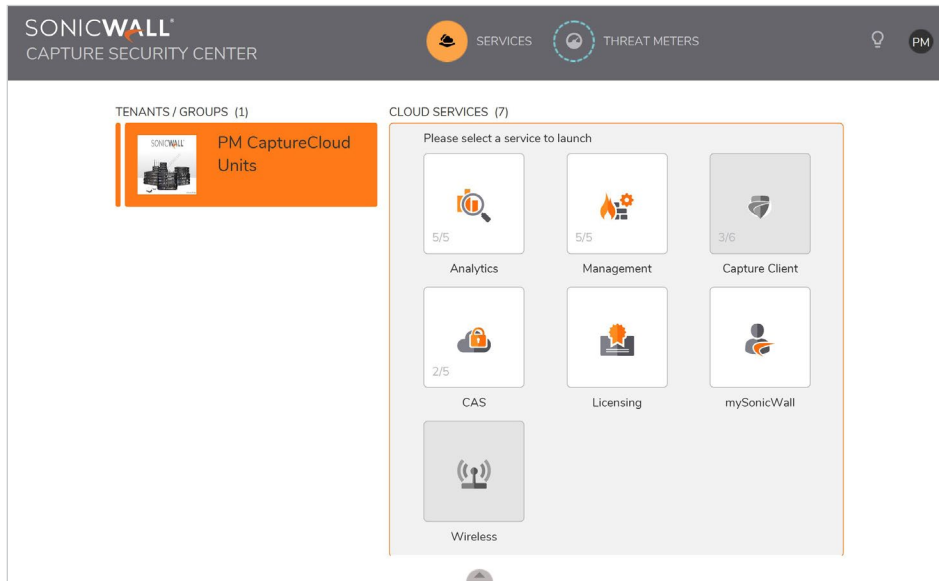 SONICWALL
CAPTURE SECURITY CENTER
SERVICES
THREAT METERS
PM
TENANTS / GROUPS (1)
CLOUD SERVICES (7)
SONICWALL
PM CaptureCloud
Units
Please select a service to launch
5/5
5/5
3/6
Analytics
Management
Capture Client
2/5
CAS
Licensing
mySonicWall
Wireless